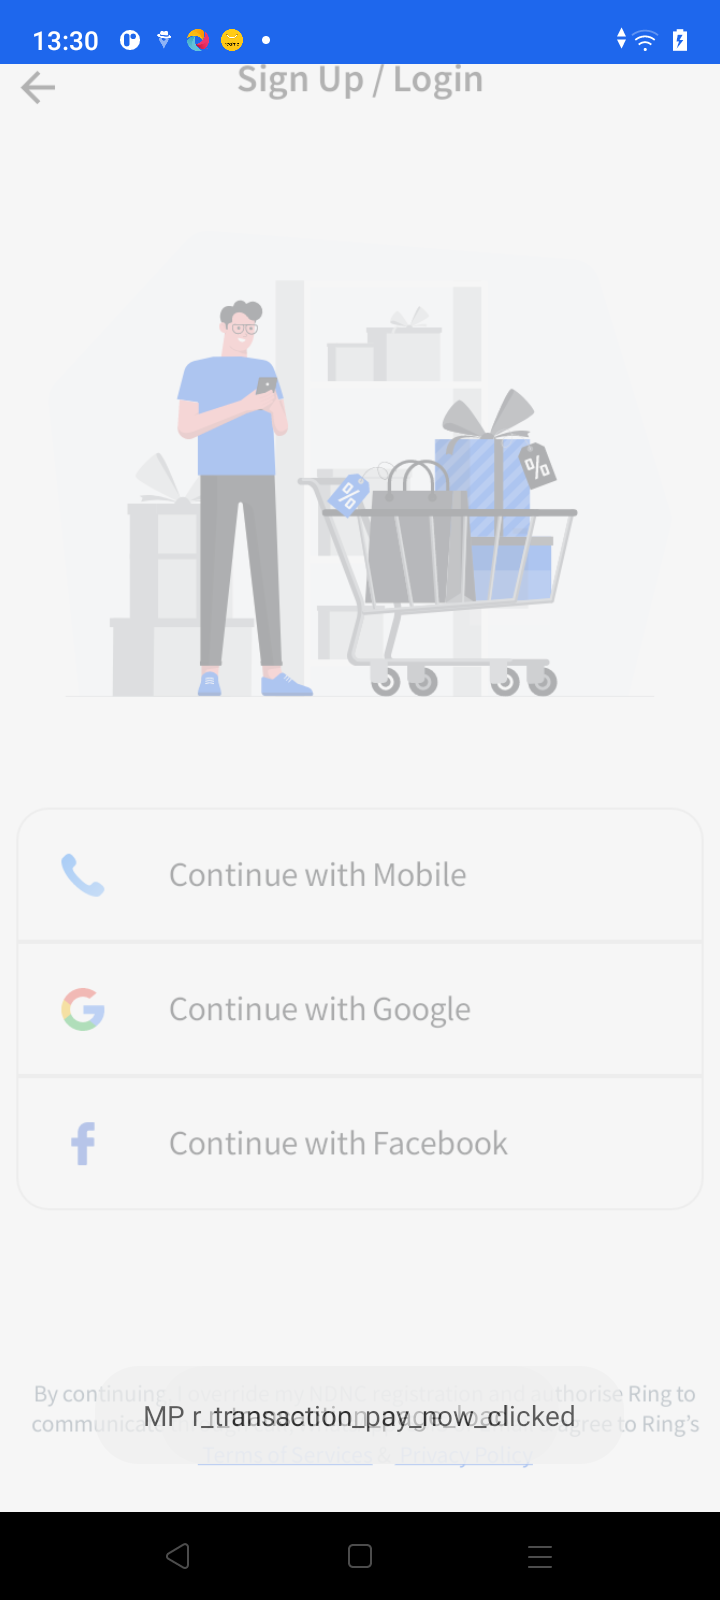 13:30
Sign Up / Login
%
%
Continue with Mobile
Continue with Google
Continue with Facebook
By continuing, I override my NDNC registration and authorise Ring to
communicate agree to Ring's
Terms of Services & Privacy Policy
MP r_transaction_pay_now_clicked